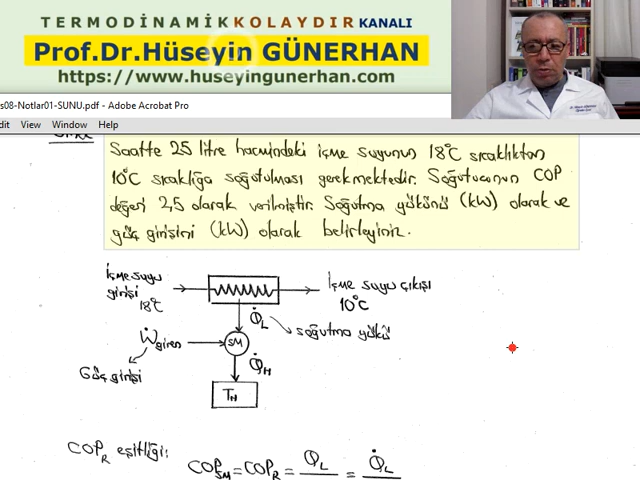 TERMODİNAMİKKOLAYDIR KANALI
Prof.Dr.Hüseyin GÜNERHAN
https://www.huseyingunerhan.com
s08-Notlar01-SUNU.pdf - Adobe Acrobat Pro
dit View Window Help
Saatte 25 litre hacmindeki içme suyunun 18°C sıcaklıktan
10°C sıcaklığa soğutulması gerekmektedir. Soğutucunun COP
değeri 2,5 olarak verilmiştir. Soğutma yükünü (kW) olarak ve
güç girişini (kW) olarak belirleyiniz.
İçme suyu girişi 18°C
İçme suyu çıkışı 10°C
Q̇L
soğutma yükü
Ẇgiren
SM
Güç girişi
Q̇H
TH
COPR eşitliği:
COPSM = COPR = QL = Q̇L